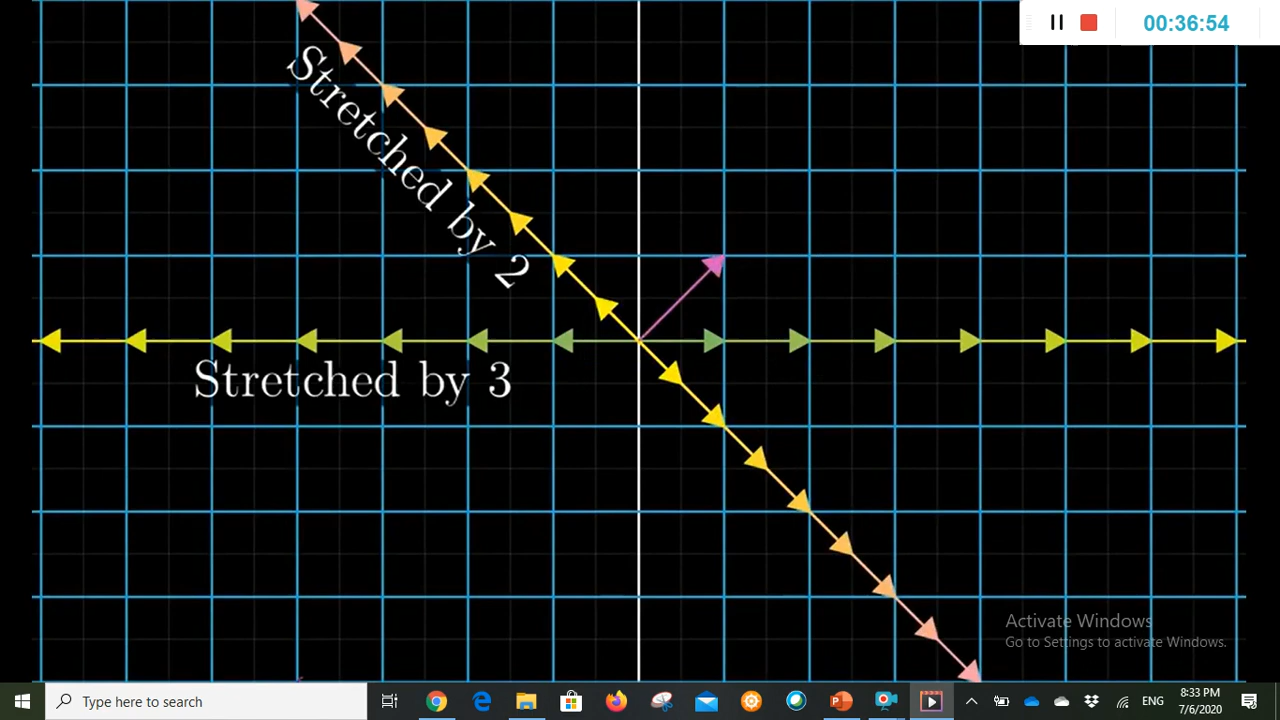 00:36:54
Stretched by 2
Stretched by 3
Activate Windows
Go to Settings to activate Windows.
Type here to search
ENG
8:33 PM
7/6/2020